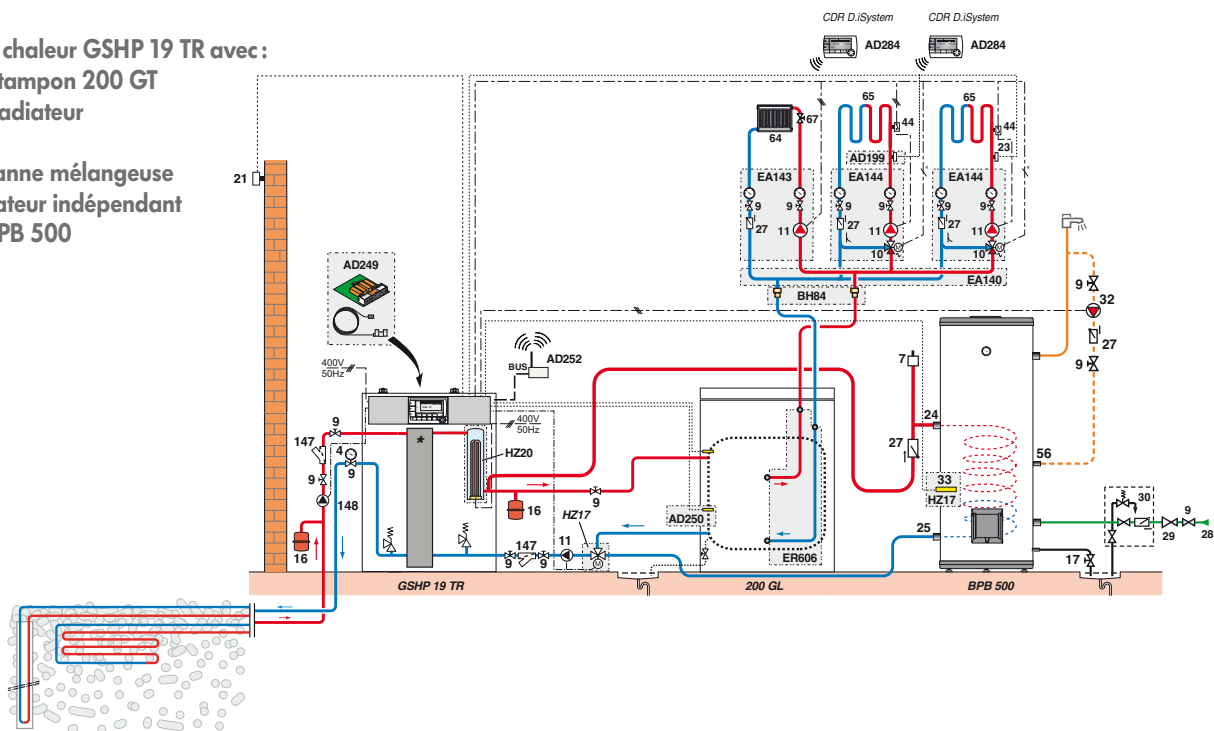 chaleur GSHP 19 TR avec :
tampon 200 GT
adiateur
anne mélangeuse
ateur indépendant
PB 500
CDR D.iSystem
CDR D.iSystem
AD284
AD284
65
65
67
44
44
64
23
AD199
21
EA143
EA144
EA144
9
9
9
9
9
9
27
27
27
11
11
11
10
M
10
M
EA140
BH84
AD249
9
32
27
9
400V
50Hz
BUS
AD252
7
400V
50Hz
24
9
147
4
9
9
*
HZ20
27
56
33
HZ17
30
9
148
16
9
HZ17
AD250
16
147
11
25
29
28
9
9
M
ER606
17
GSHP 19 TR
200 GL
BPB 500